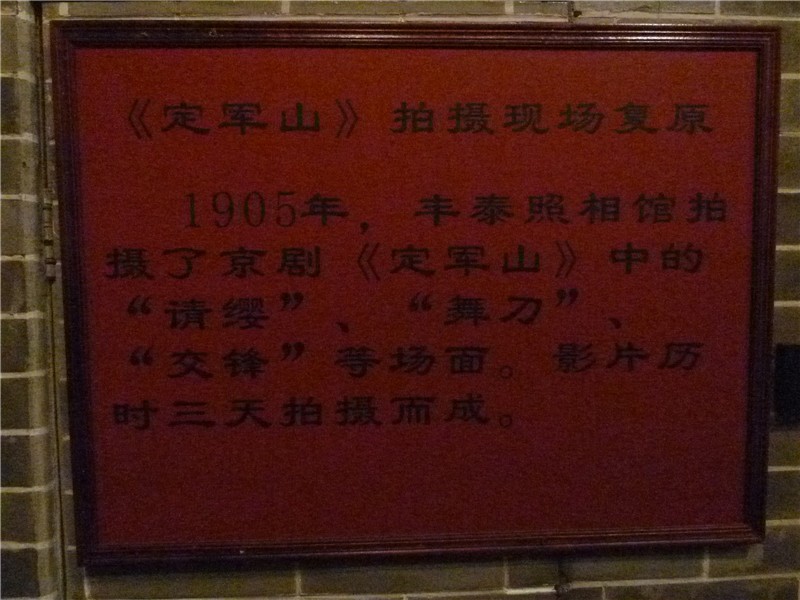 《定军山》拍摄现场复原
1905年，丰泰照相馆拍
摄了京剧《定军山》中的
“请缨”、“舞刀”、
“交锋”等场面。影片历
时三天拍摄而成。